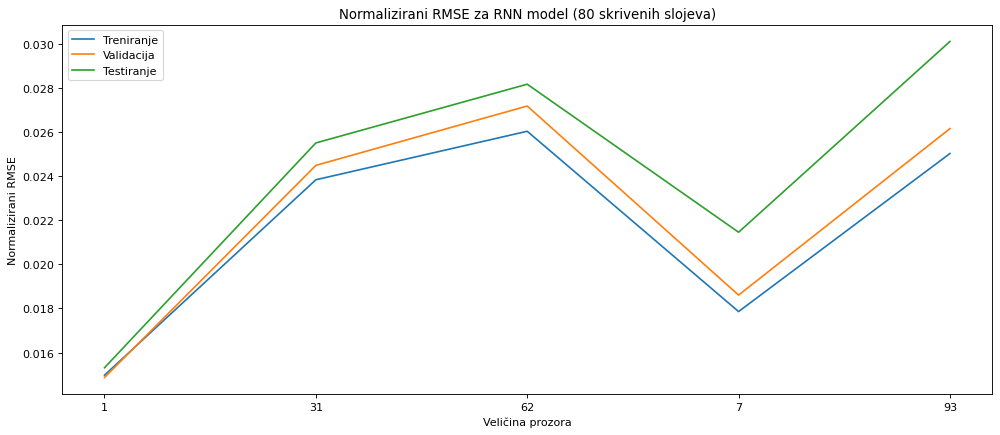 Normalizirani RMSE za RNN model (80 skrivenih slojeva)
Treniranje
Validacija
Testiranje
Normalizirani RMSE
0.030
0.028
0.026
0.024
0.022
0.020
0.018
0.016
1 31 62 7 93
Veličina prozora